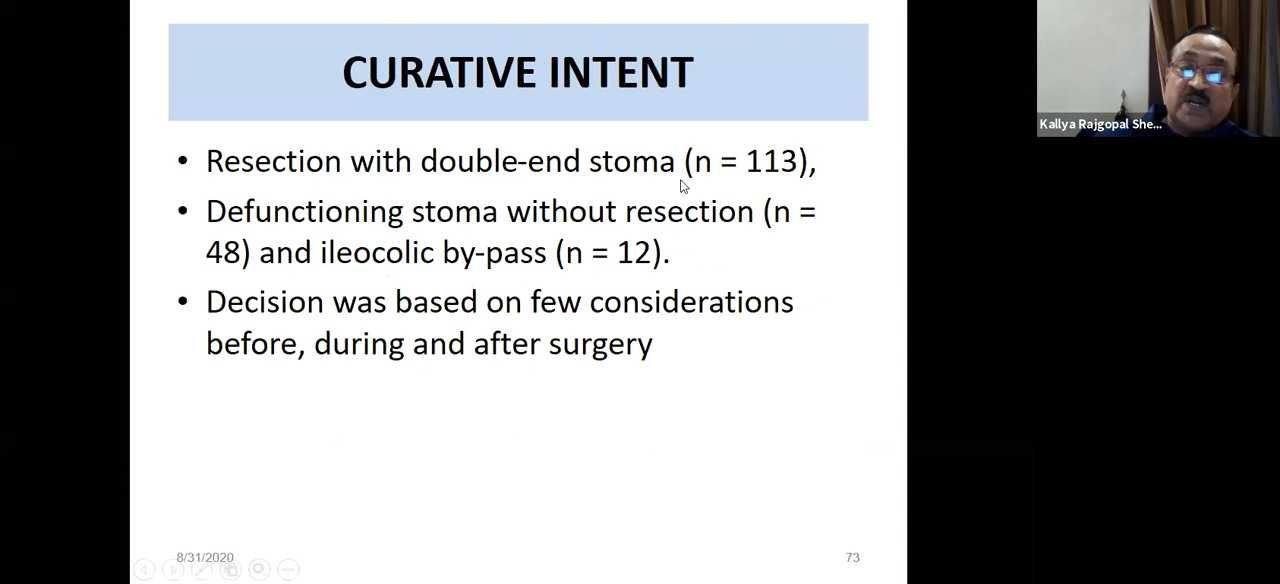 CURATIVE INTENT
• Resection with double-end stoma (n = 113),
• Defunctioning stoma without resection (n =
48) and ileocolic by-pass (n = 12).
• Decision was based on few considerations
before, during and after surgery
8/31/2020
73
Kallya Rajgopal She...